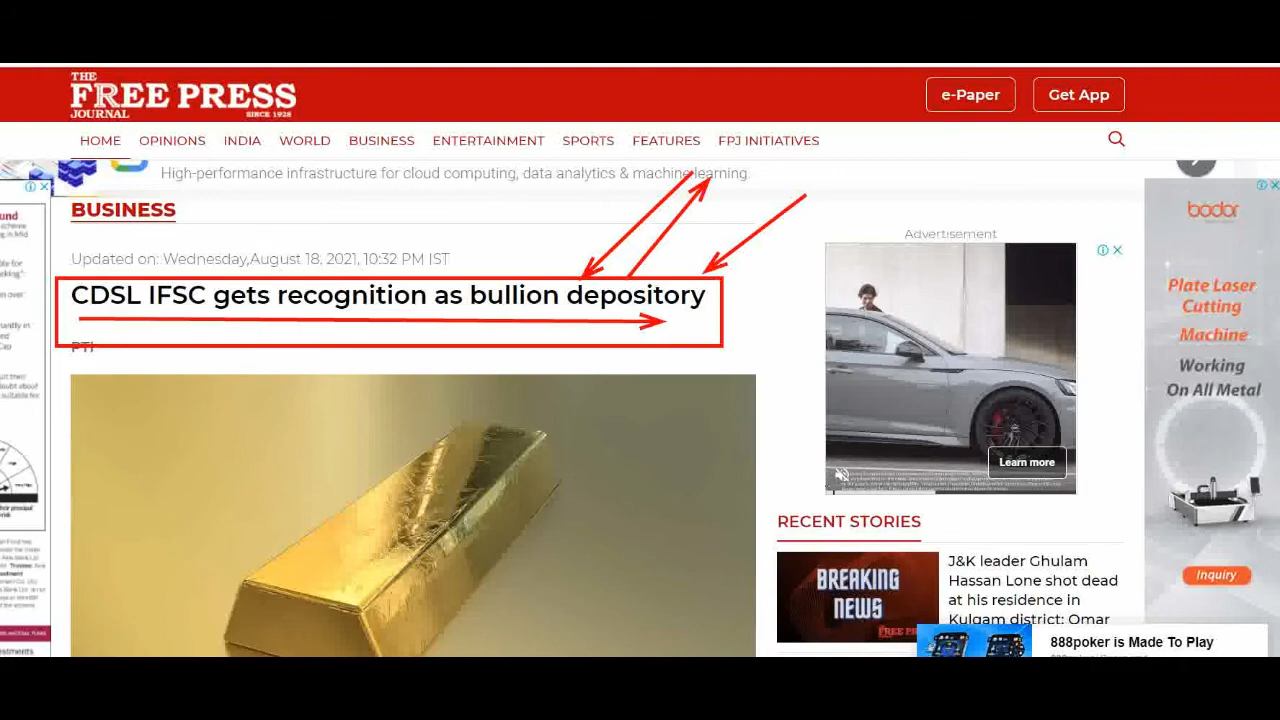 THE
FREE PRESS
JOURNAL
SINCE 1928
e-Paper
Get App
HOME OPINIONS INDIA WORLD BUSINESS ENTERTAINMENT SPORTS FEATURES FPJ INITIATIVES
High-performance infrastructure for cloud computing, data analytics & machine learning.
BUSINESS
Updated on: Wednesday,August 18, 2021, 10:32 PM IST
CDSL IFSC gets recognition as bullion depository
PTI
Advertisement
Learn more
RECENT STORIES
BREAKING
NEWS
FREE PR
J&K leader Ghulam
Hassan Lone shot dead
at his residence in
Kulgam district; Omar
bodor
Plate Laser
Cutting
Machine
Working
On All Metal
Inquiry
888poker is Made To Play